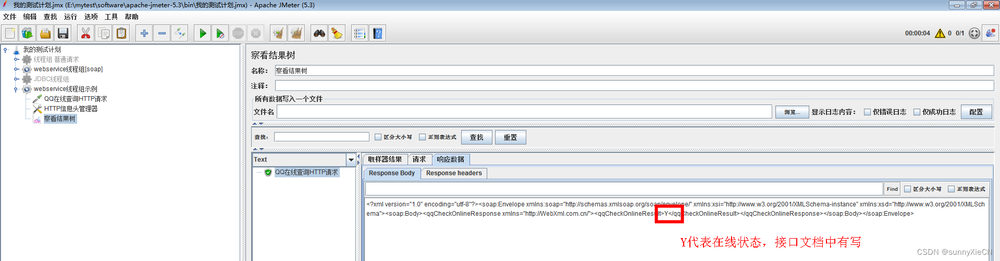 我的测试计划.jmx (E:\mytest\software\apache-jmeter-5.3\bin\我的测试计划.jmx) - Apache JMeter (5.3)
文件 编辑 查找 运行 选项 工具 帮助
00:00:04 0 0/1
我的测试计划
线程组 普通请求
webservice线程组[soap]
JDBC线程组
webservice线程组示例
QQ在线查询HTTP请求
HTTP信息头管理器
察看结果树
察看结果树
名称： 察看结果树
注释：
所有数据写入一个文件
文件名 浏览... 显示日志内容： 仅错误日志 仅成功日志 配置
查找： 区分大小写 正则表达式 查找 重置
Text
QQ在线查询HTTP请求
取样器结果 请求 响应数据
Response Body Response headers
Find 区分大小写 正则表达式
<?xml version="1.0" encoding="utf-8"?><soap:Envelope xmlns:soap="http://schemas.xmlsoap.org/soap/envelope/" xmlns:xsi="http://www.w3.org/2001/XMLSchema-instance" xmlns:xsd="http://www.w3.org/2001/XMLSch
ema"><soap:Body><qqCheckOnlineResponse xmlns="http://WebXml.com.cn/"><qqCheckOnlineResult>Y</qqCheckOnlineResult></qqCheckOnlineResponse></soap:Body></soap:Envelope>
Y代表在线状态，接口文档中有写
CSDN @sunnyXieCH